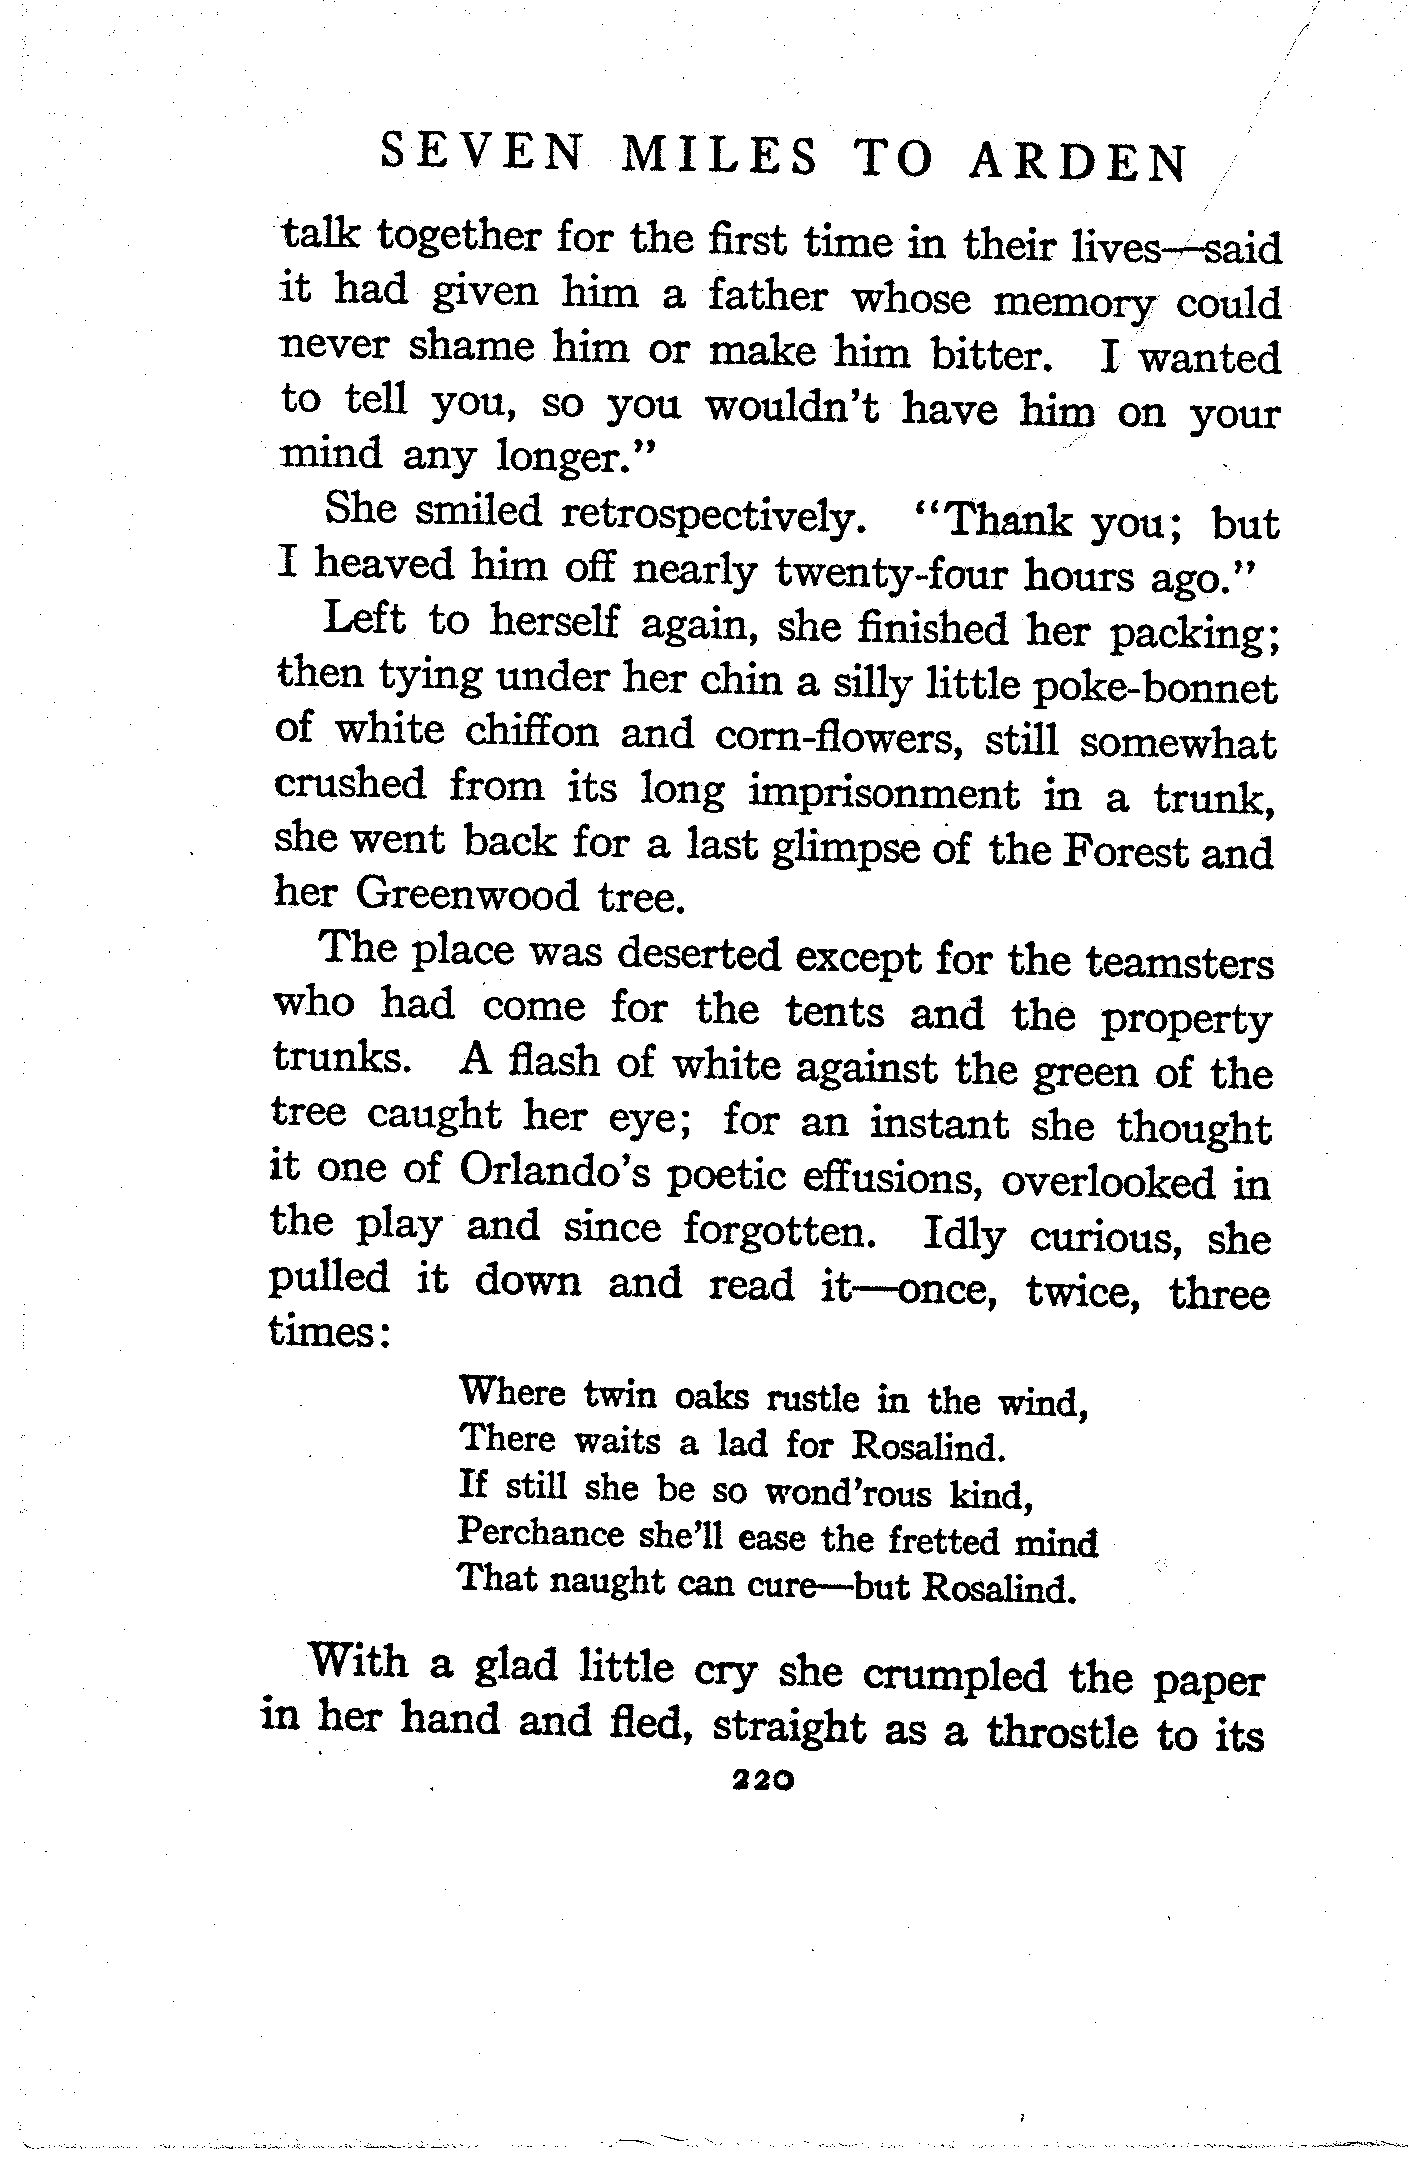 SEVEN MILES TO ARDEN
talk together for the first time in their lives—said
it had given him a father whose memory could
never shame him or make him bitter. I wanted
to tell you, so you wouldn't have him on your
mind any longer."
She smiled retrospectively. "Thank you; but
I heaved him off nearly twenty-four hours ago."
Left to herself again, she finished her packing;
then tying under her chin a silly little poke-bonnet
of white chiffon and corn-flowers, still somewhat
crushed from its long imprisonment in a trunk,
she went back for a last glimpse of the Forest and
her Greenwood tree.
The place was deserted except for the teamsters
who had come for the tents and the property
trunks. A flash of white against the green of the
tree caught her eye; for an instant she thought
it one of Orlando's poetic effusions, overlooked in
the play and since forgotten. Idly curious, she
pulled it down and read it—once, twice, three
times:
Where twin oaks rustle in the wind,
There waits a lad for Rosalind.
If still she be so wond'rous kind,
Perchance she'll ease the fretted mind
That naught can cure—but Rosalind.
With a glad little cry she crumpled the paper
in her hand and fled, straight as a throstle to its
220